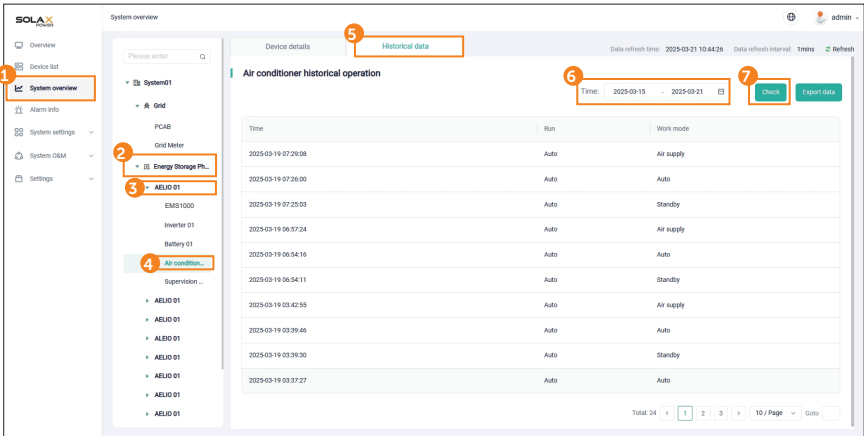 SOLAX
POWER
System overview
admin
Overview
Device list
1
System overview
Alarm info
System settings
System O&M
Settings
Please enter
System01
Grid
PCAB
Grid Meter
2
Energy Storage Ph...
3
AELIO 01
EMS1000
Inverter 01
Battery 01
4
Air condition...
Supervision ...
AELIO 01
AELIO 01
ALEIO 01
AELIO 01
AELIO 01
AELIO 01
AELIO 01
5
Device details Historical data
Data refresh time: 2025-03-21 10:44:26 Data refresh interval: 1mins Refresh
Air conditioner historical operation
6 7
Time: 2025-03-15 - 2025-03-21 Check Export data
Time Run Work mode
2025-03-19 07:29:08 Auto Air supply
2025-03-19 07:26:00 Auto Auto
2025-03-19 07:25:03 Auto Standby
2025-03-19 06:57:24 Auto Air supply
2025-03-19 06:54:16 Auto Auto
2025-03-19 06:54:11 Auto Standby
2025-03-19 03:42:55 Auto Air supply
2025-03-19 03:39:46 Auto Auto
2025-03-19 03:39:30 Auto Standby
2025-03-19 03:37:27 Auto Auto
Total: 24 < 1 2 3 > 10 / Page Goto